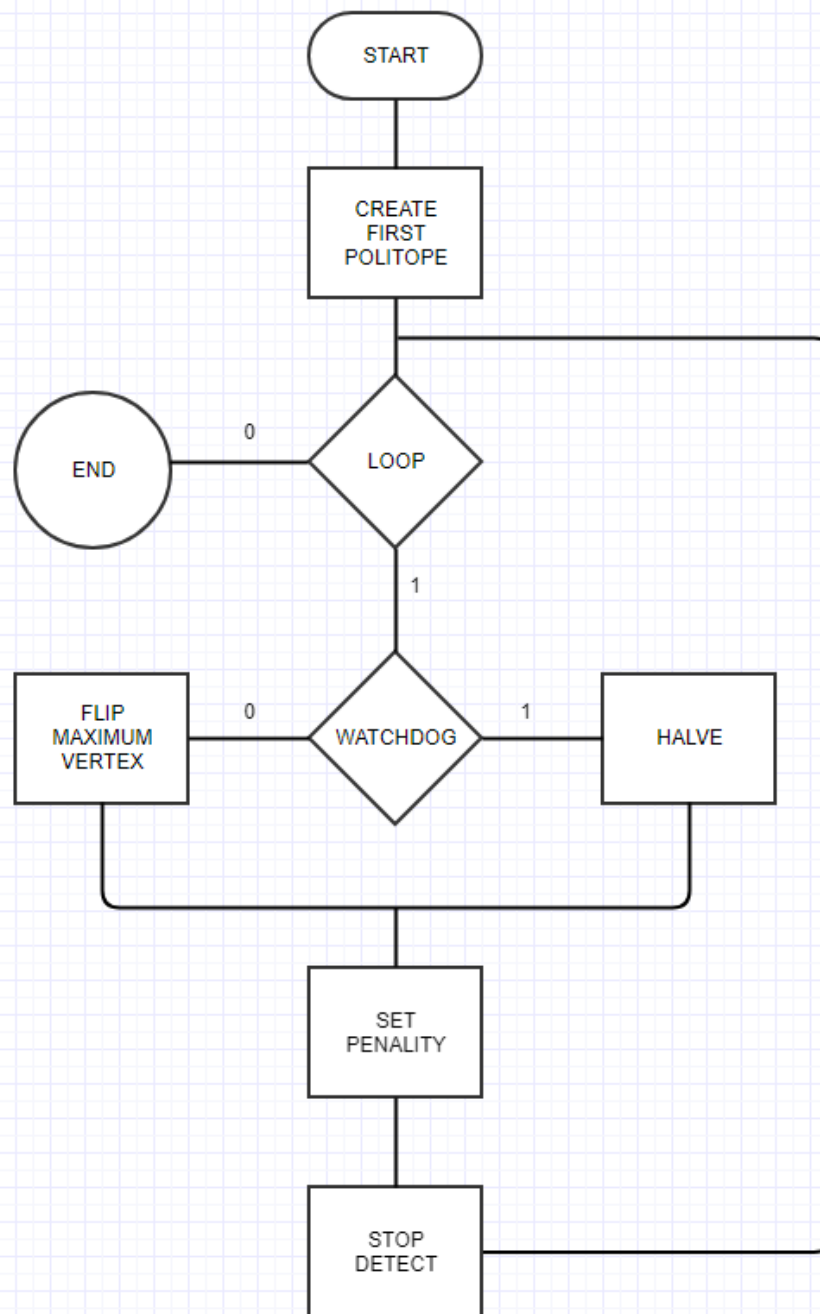 START
CREATE
FIRST
POLITOPE
0
LOOP
END
1
FLIP
MAXIMUM
VERTEX
0
WATCHDOG
1
HALVE
SET
PENALITY
STOP
DETECT